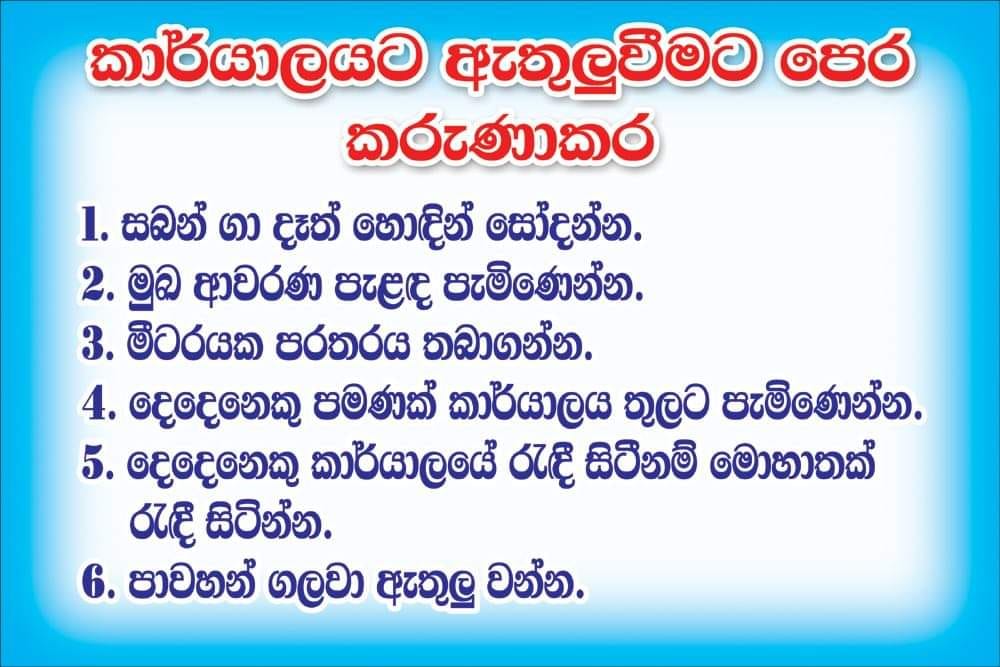 කාර්යාලයට ඇතුලුවීමට පෙර
කරුණාකර
1. සබන් ගා දෑත් හොඳින් සෝදන්න.
2. මුඛ ආවරණ පැළඳ පැමිණෙන්න.
3. මීටරයක පරතරය තබාගන්න.
4. දෙදෙනෙකු පමණක් කාර්යාලය තුලට පැමිණෙන්න.
5. දෙදෙනෙකු කාර්යාලයේ රැඳී සිටීනම් මොහාතක්
රැඳී සිටින්න.
6. පාවහන් ගලවා ඇතුලු වන්න.